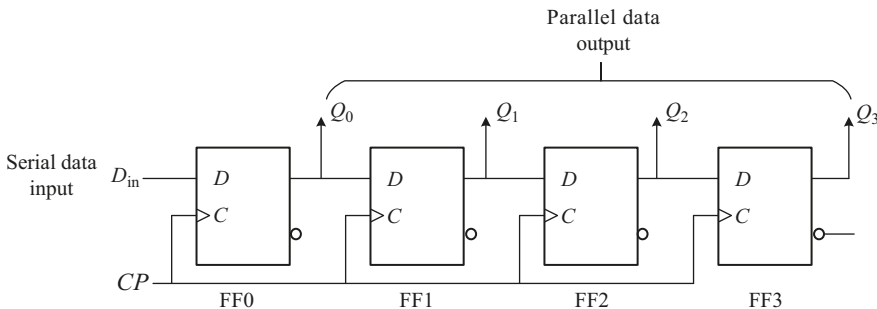 Parallel data
output
Q0 Q1 Q2 Q3
Serial data
input
Din
D D D D
C C C C
CP
FF0 FF1 FF2 FF3